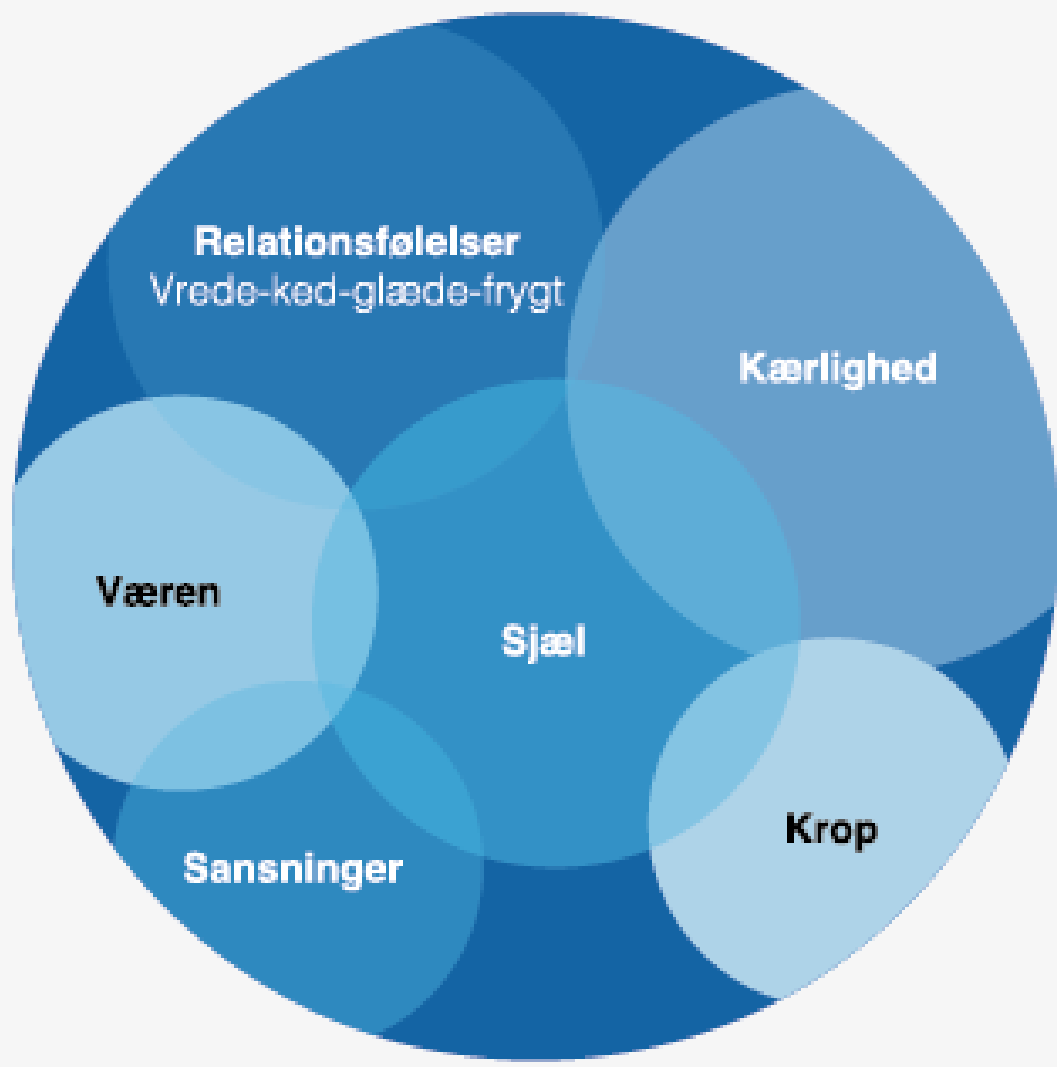 Relationsfølelser
Vrede-ked-glæde-frygt
Kærlighed
Væren
Sjæl
Krop
Sansninger